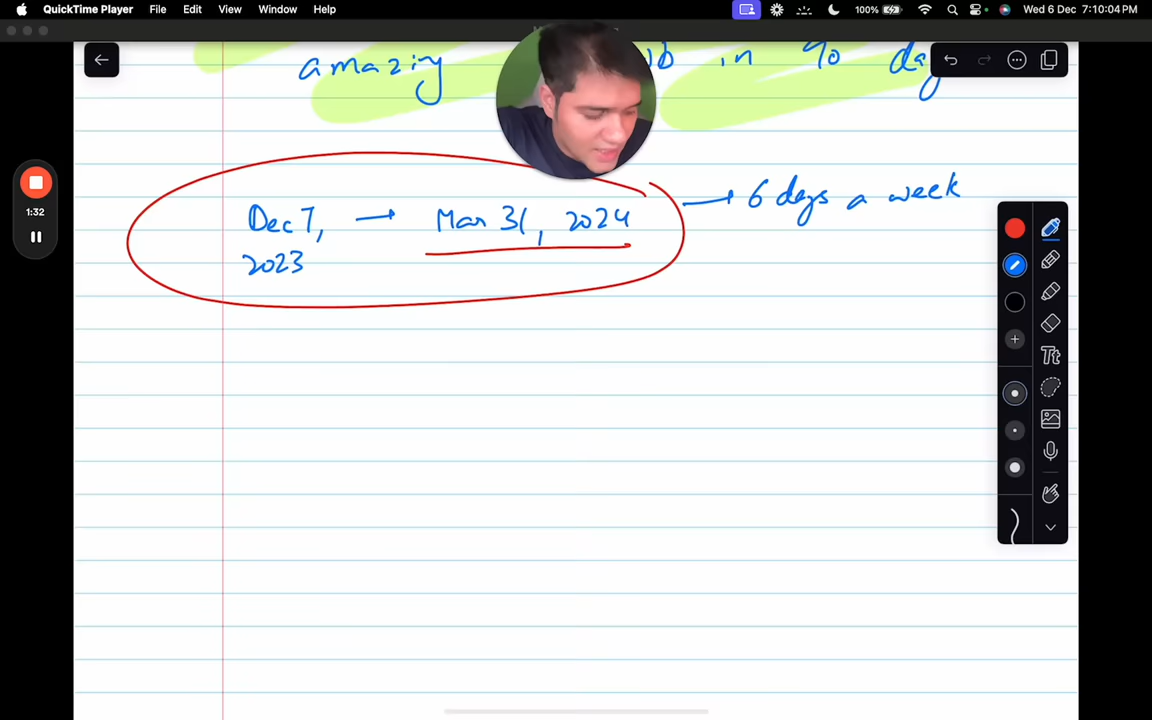 QuickTime Player File Edit View Window Help 100% Wed 6 Dec 7:10:04 PM
amazing in 90
1:32
Dec 7, → Mar 31, 2024 → 6 days a week
2023
Tt